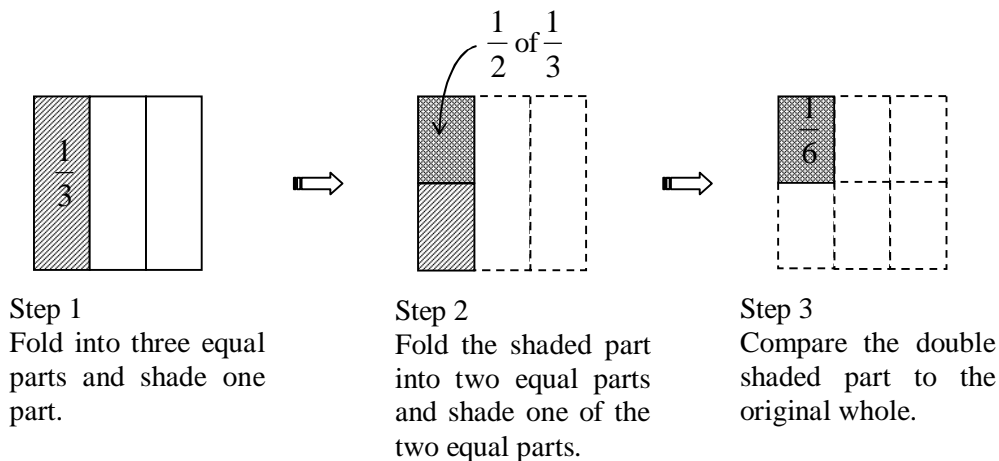 1/2 of 1/3
1/3
1/6
Step 1
Fold into three equal
parts and shade one
part.
Step 2
Fold the shaded part
into two equal parts
and shade one of the
two equal parts.
Step 3
Compare the double
shaded part to the
original whole.